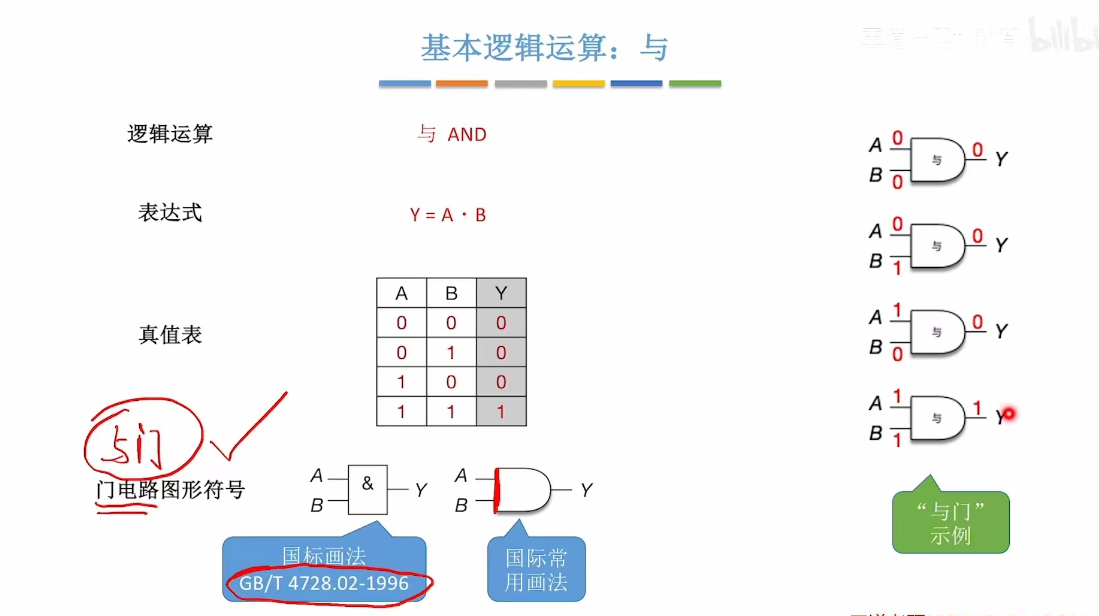 基本逻辑运算：与
bilibi
逻辑运算
与 AND
表达式
Y = A · B
真值表
A B Y
0 0 0
0 1 0
1 0 0
1 1 1
与门
门电路图形符号
A
B
&
Y
A
B
Y
国标画法
GB/T 4728.02-1996
国际常
用画法
A 0
B 0
与
0 Y
A 0
B 1
与
0 Y
A 1
B 0
与
0 Y
A 1
B 1
与
1 Y
“与门”
示例